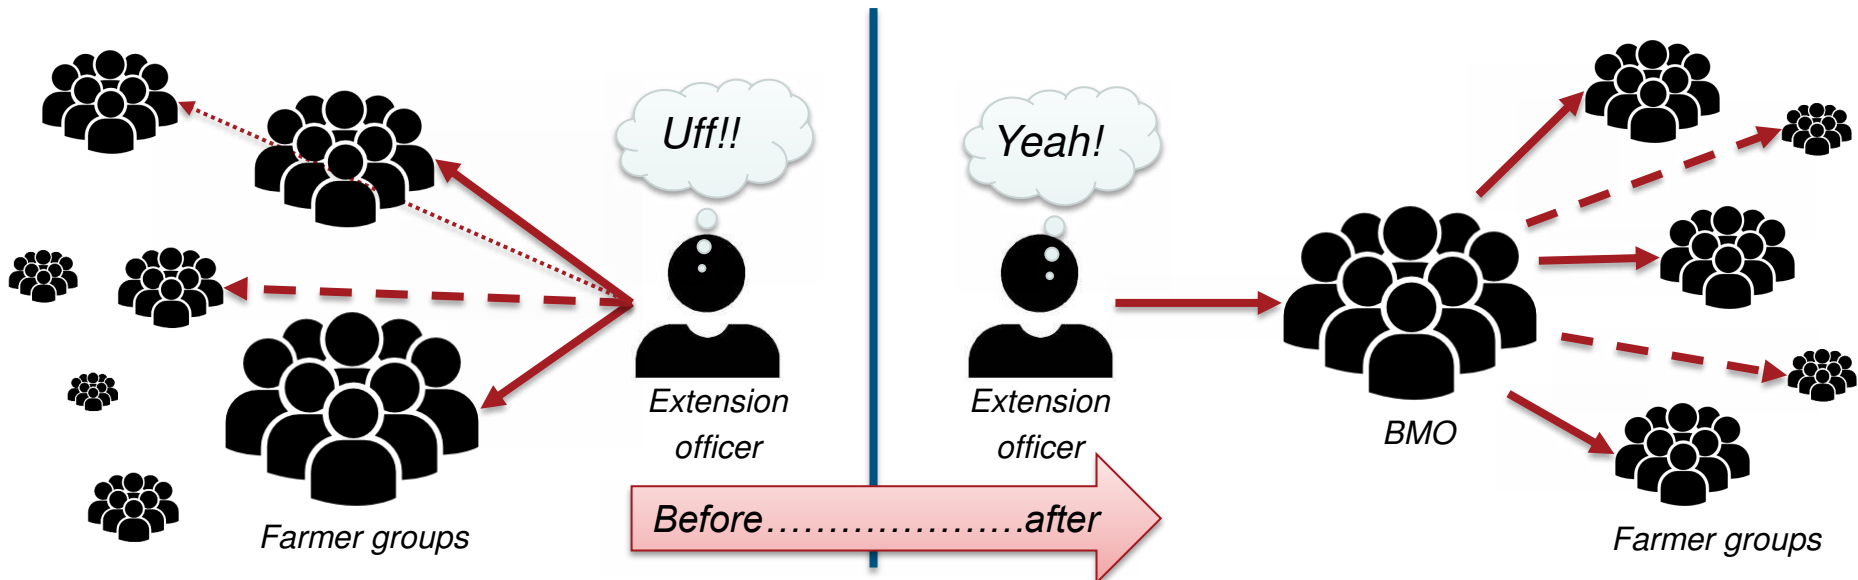 Uff!!
Extension
officer
Farmer groups
Yeah!
Extension
officer
BMO
Farmer groups
Before…………………after